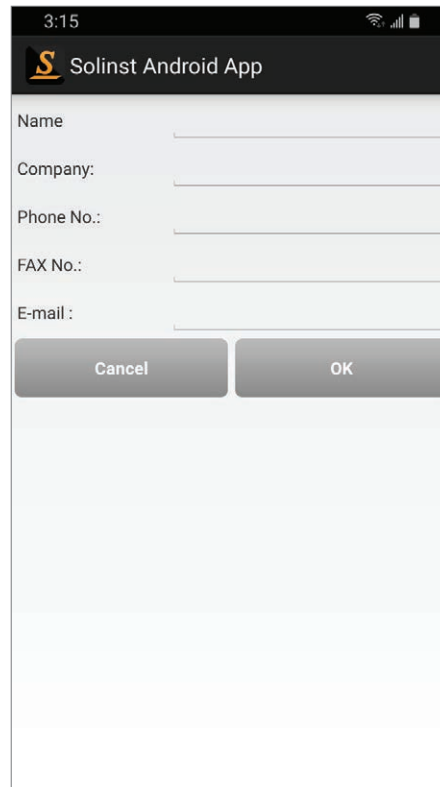 3:15
S Solinst Android App
Name
Company:
Phone No.:
FAX No.:
E-mail :
Cancel OK